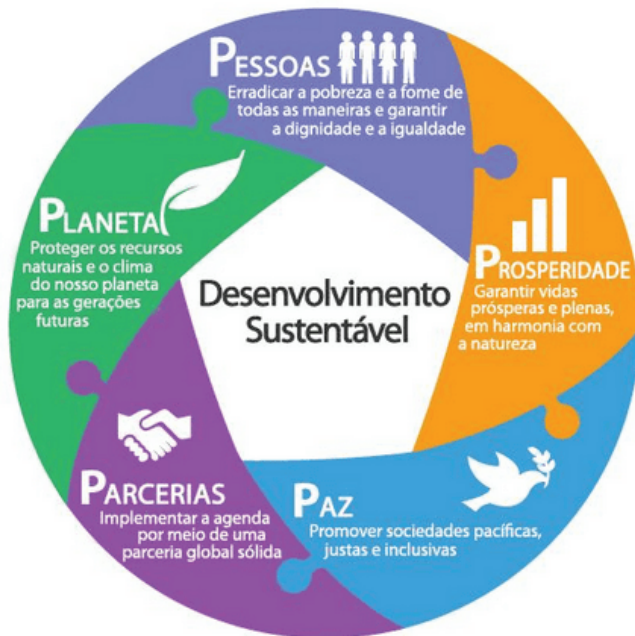 PESSOAS
Erradicar a pobreza e a fome de
todas as maneiras e garantir
a dignidade e a igualdade
PROSPERIDADE
Garantir vidas
prósperas e plenas,
em harmonia com
a natureza
PAZ
Promover sociedades pacíficas,
justas e inclusivas
PARCERIAS
Implementar a agenda
por meio de uma
parceria global sólida
PLANETA
Proteger os recursos
naturais e o clima
do nosso planeta
para as gerações
futuras
Desenvolvimento
Sustentável